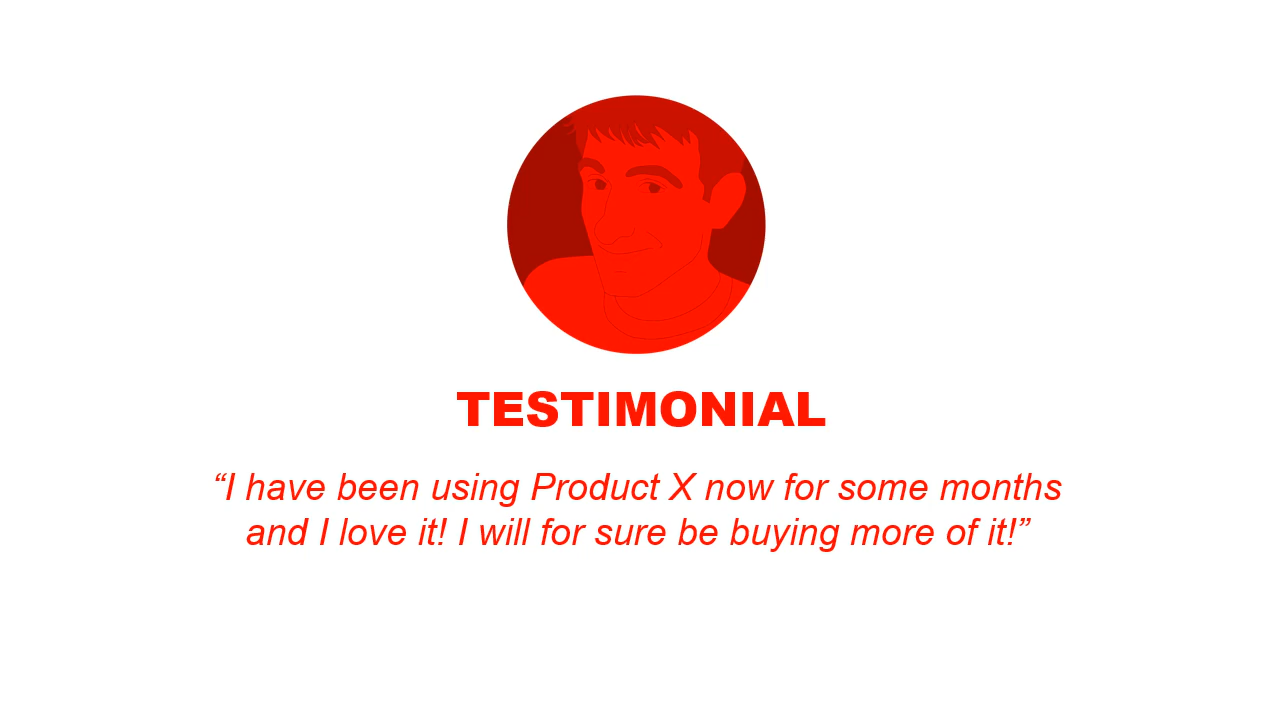 TESTIMONIAL
“I have been using Product X now for some months
and I love it! I will for sure be buying more of it!”